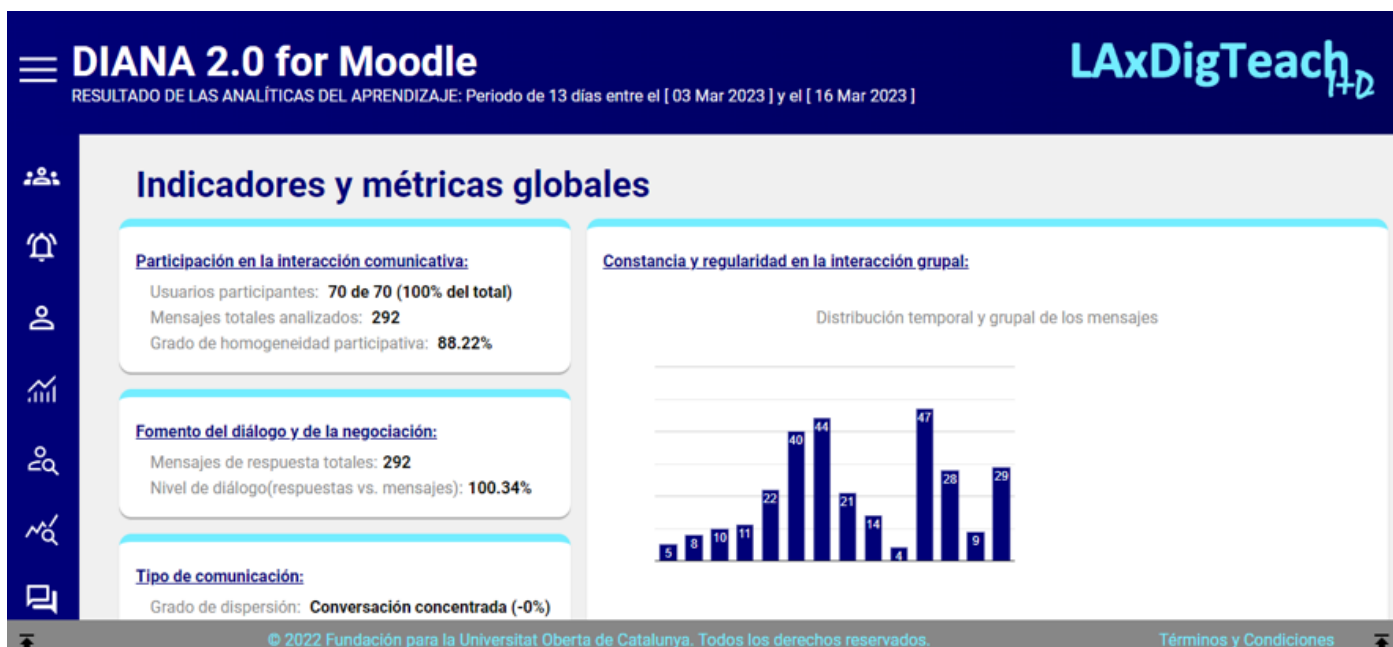 DIANA 2.0 for Moodle
RESULTADO DE LAS ANALÍTICAS DEL APRENDIZAJE: Periodo de 13 días entre el [ 03 Mar 2023 ] y el [ 16 Mar 2023 ]
LAxDigTeach
I+D
Indicadores y métricas globales
Participación en la interacción comunicativa:
Usuarios participantes: 70 de 70 (100% del total)
Mensajes totales analizados: 292
Grado de homogeneidad participativa: 88.22%
Fomento del diálogo y de la negociación:
Mensajes de respuesta totales: 292
Nivel de diálogo(respuestas vs. mensajes): 100.34%
Tipo de comunicación:
Grado de dispersión: Conversación concentrada (-0%)
Constancia y regularidad en la interacción grupal:
Distribución temporal y grupal de los mensajes
5 8 10 11 22 40 44 21 14 4 47 28 9 29
© 2022 Fundación para la Universitat Oberta de Catalunya. Todos los derechos reservados.
Términos y Condiciones